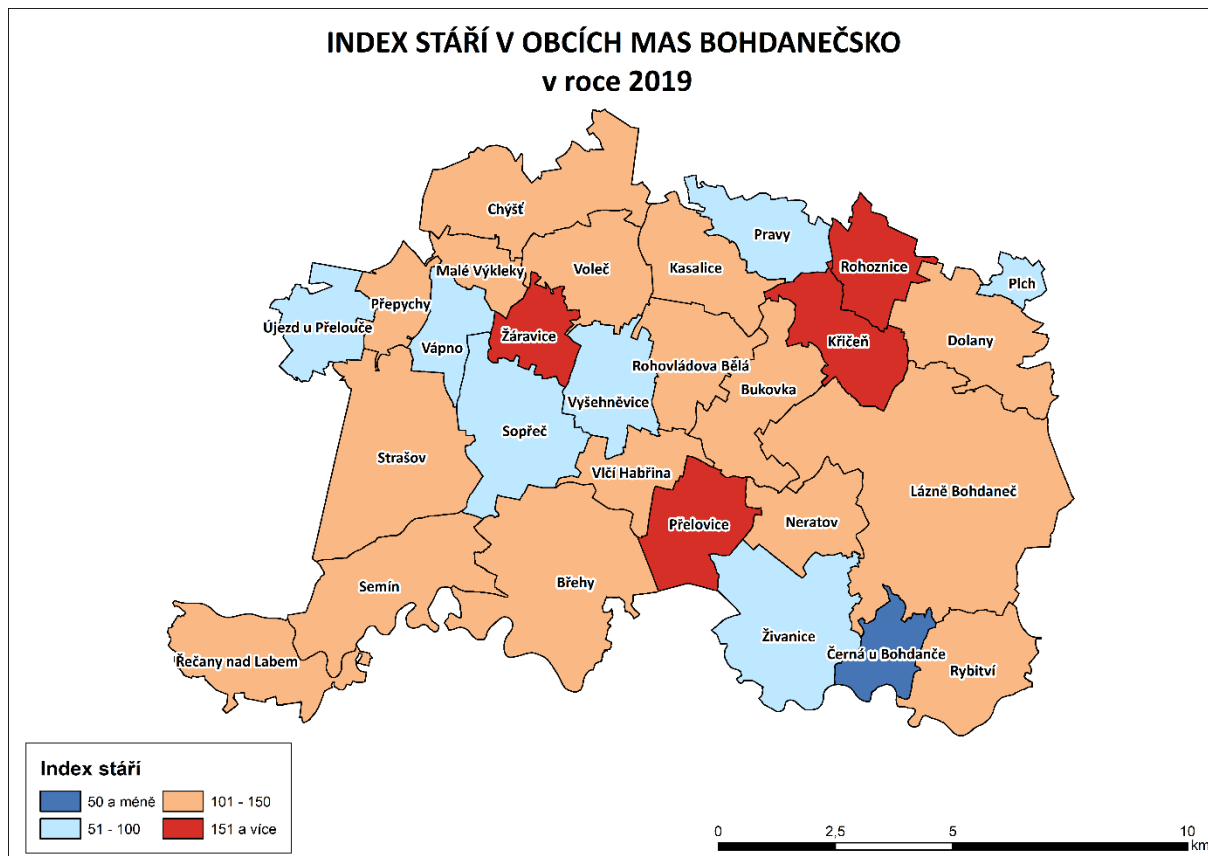 INDEX STÁŘÍ V OBCÍCH MAS BOHDANEČSKO
v roce 2019
Chýšť
Pravy
Malé Výkleky
Voleč
Kasalice
Rohoznice
Plch
Přepychy
Újezd u Přelouče
Vápno
Žáravice
Křičeň
Dolany
Rohovládova Bělá
Bukovka
Vyšehněvice
Sopřeč
Strašov
Vlčí Habřina
Lázně Bohdaneč
Přelovice
Neratov
Semín
Břehy
Živanice
Černá u Bohdanče
Řečany nad Labem
Rybitví
Index stáří
50 a méně
101 - 150
51 - 100
151 a více
0
2,5
5
10
km